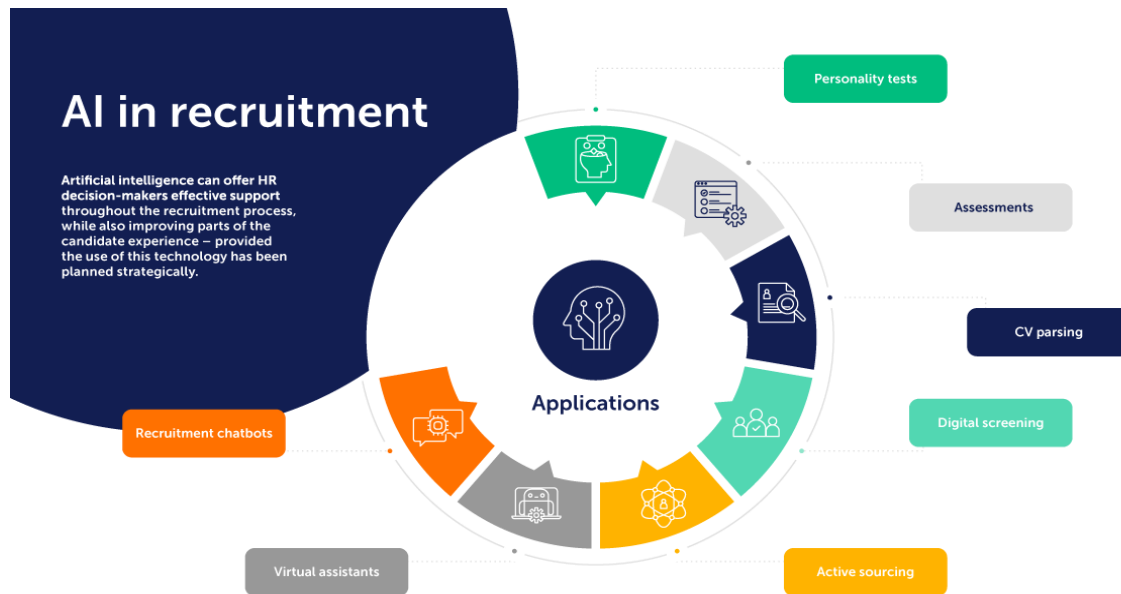 AI in recruitment
Artificial intelligence can offer HR
decision-makers effective support
throughout the recruitment process,
while also improving parts of the
candidate experience – provided
the use of this technology has been
planned strategically.
Personality tests
Assessments
CV parsing
Digital screening
Active sourcing
Virtual assistants
Recruitment chatbots
Applications